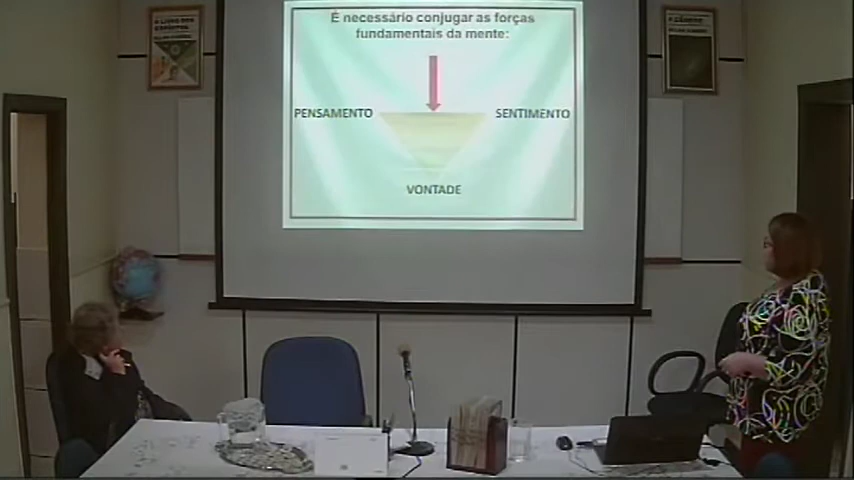 É necessário conjugar as forças
fundamentais da mente:
PENSAMENTO
SENTIMENTO
VONTADE